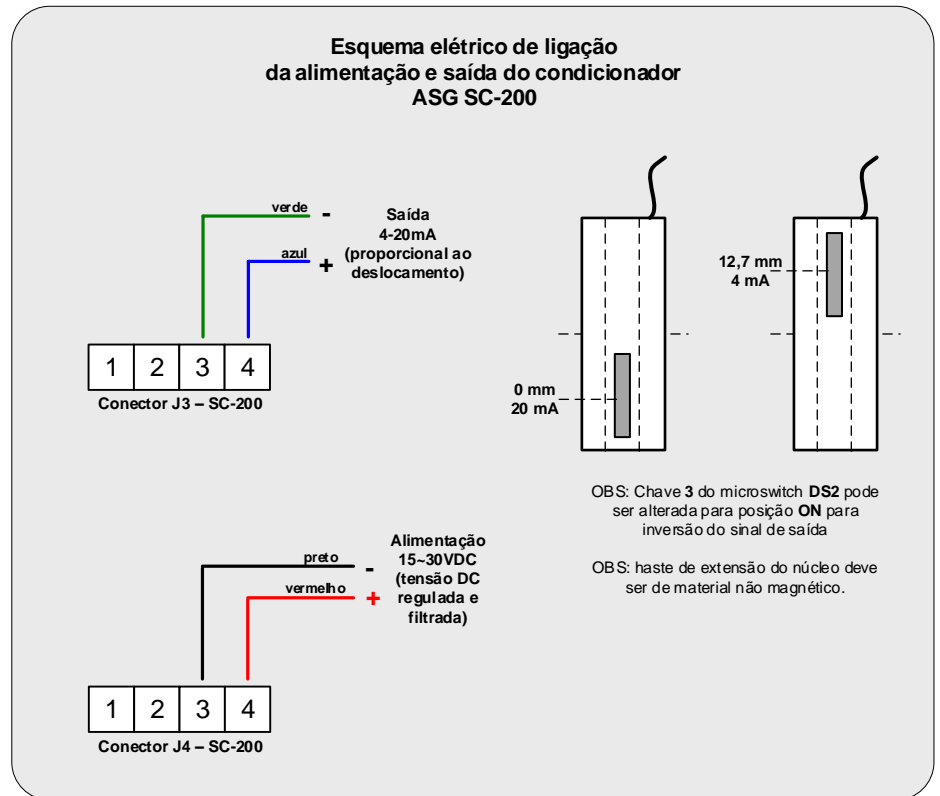 Esquema elétrico de ligação
da alimentação e saída do condicionador
ASG SC-200
verde
-
azul
+
Saída
4-20mA
(proporcional ao
deslocamento)
1 2 3 4
Conector J3 – SC-200
0 mm
20 mA
12,7 mm
4 mA
OBS: Chave 3 do microswitch DS2 pode
ser alterada para posição ON para
inversão do sinal de saída
OBS: haste de extensão do núcleo deve
ser de material não magnético.
preto
-
vermelho
+
Alimentação
15~30VDC
(tensão DC
regulada e
filtrada)
1 2 3 4
Conector J4 – SC-200